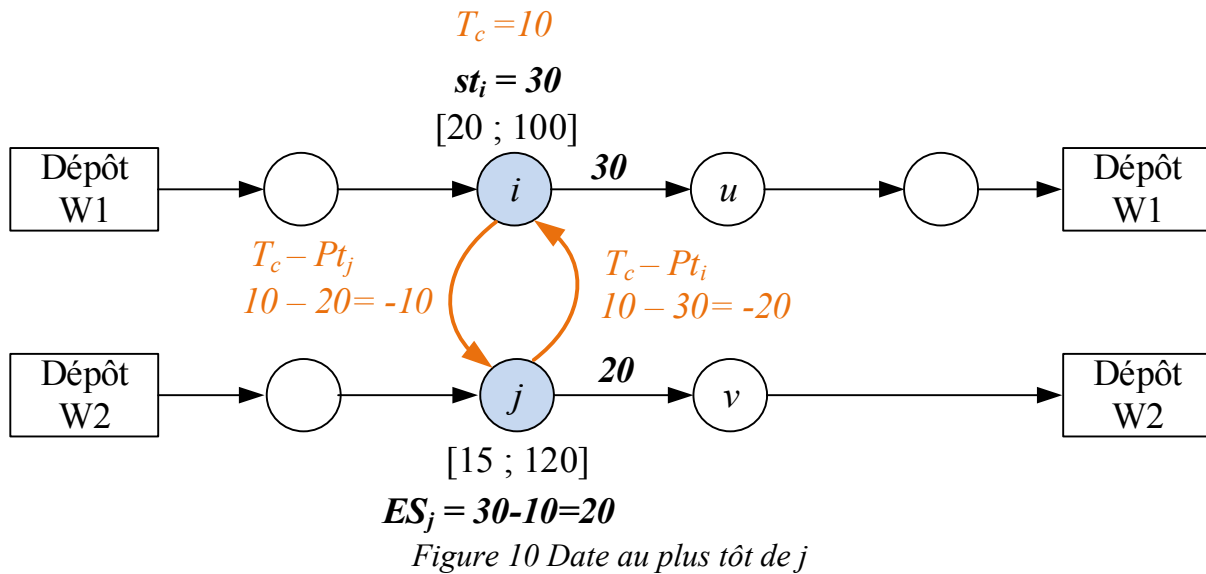 T_c =10
st_i = 30
[20 ; 100]
Dépôt W1
i
30
u
Dépôt W1
T_c – Pt_j
10 – 20= -10
T_c – Pt_i
10 – 30= -20
Dépôt W2
j
20
v
Dépôt W2
[15 ; 120]
ES_j = 30-10=20
Figure 10 Date au plus tôt de j